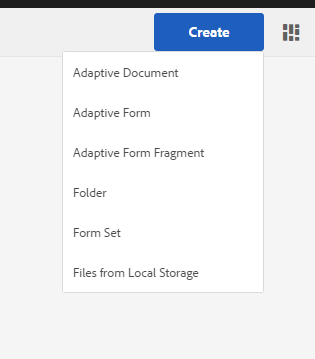 Create
Adaptive Document
Adaptive Form
Adaptive Form Fragment
Folder
Form Set
Files from Local Storage